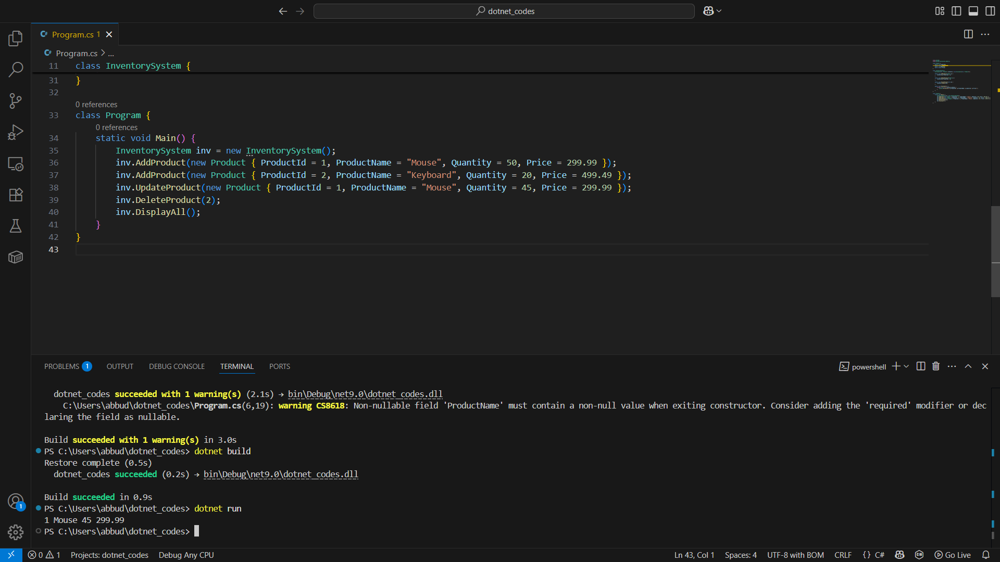 dotnet_codes
Program.cs 1
Program.cs > ...
11 class InventorySystem {
31 }
32
0 references
33 class Program {
0 references
34 static void Main() {
35 InventorySystem inv = new InventorySystem();
36 inv.AddProduct(new Product { ProductId = 1, ProductName = "Mouse", Quantity = 50, Price = 299.99 });
37 inv.AddProduct(new Product { ProductId = 2, ProductName = "Keyboard", Quantity = 20, Price = 499.49 });
38 inv.UpdateProduct(new Product { ProductId = 1, ProductName = "Mouse", Quantity = 45, Price = 299.99 });
39 inv.DeleteProduct(2);
40 inv.DisplayAll();
41 }
42 }
43
PROBLEMS 1 OUTPUT DEBUG CONSOLE TERMINAL PORTS powershell
dotnet_codes succeeded with 1 warning(s) (2.1s) → bin\Debug\net9.0\dotnet_codes.dll
C:\Users\abbud\dotnet_codes\Program.cs(6,19): warning CS8618: Non-nullable field 'ProductName' must contain a non-null value when exiting constructor. Consider adding the 'required' modifier or dec
laring the field as nullable.
Build succeeded with 1 warning(s) in 3.0s
PS C:\Users\abbud\dotnet_codes> dotnet build
Restore complete (0.5s)
dotnet_codes succeeded (0.2s) → bin\Debug\net9.0\dotnet_codes.dll
Build succeeded in 0.9s
PS C:\Users\abbud\dotnet_codes> dotnet run
1 Mouse 45 299.99
PS C:\Users\abbud\dotnet_codes>
1
0 1 Projects: dotnet_codes Debug Any CPU Ln 43, Col 1 Spaces: 4 UTF-8 with BOM CRLF {} C# Go Live